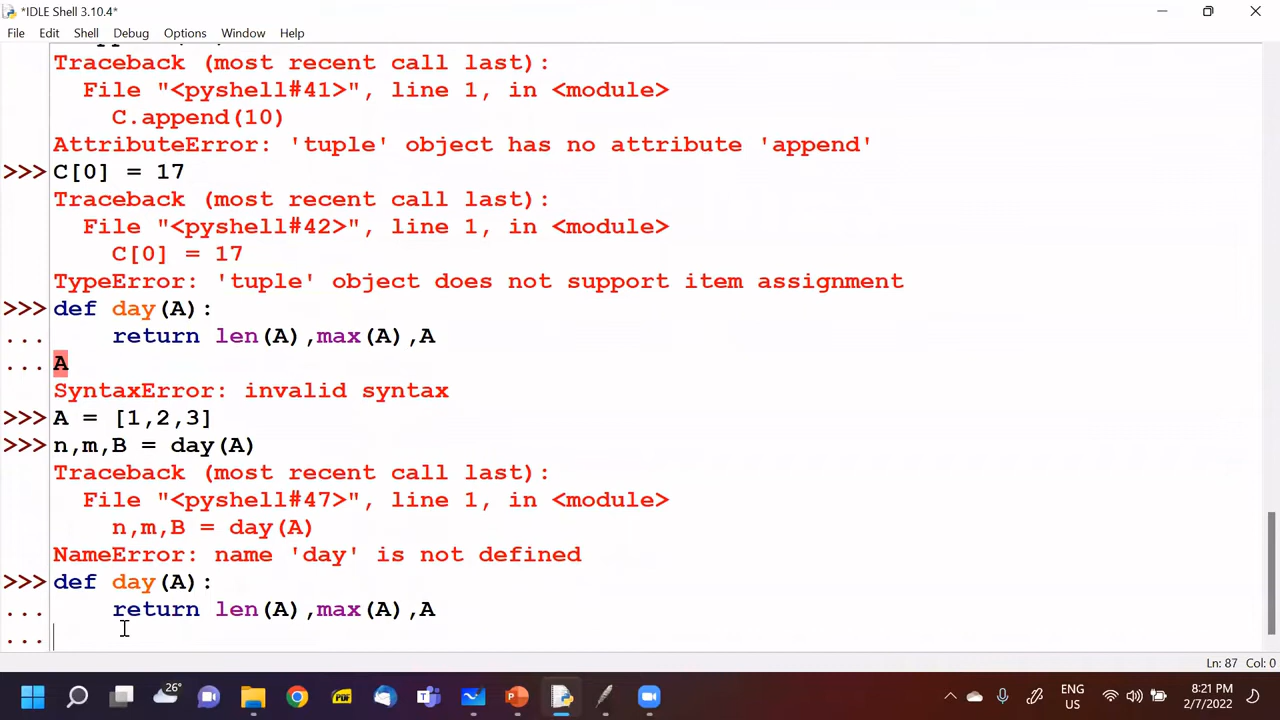 *IDLE Shell 3.10.4*
File Edit Shell Debug Options Window Help
Traceback (most recent call last):
File "<pyshell#41>", line 1, in <module>
C.append(10)
AttributeError: 'tuple' object has no attribute 'append'
>>> C[0] = 17
Traceback (most recent call last):
File "<pyshell#42>", line 1, in <module>
C[0] = 17
TypeError: 'tuple' object does not support item assignment
>>> def day(A):
... return len(A),max(A),A
... A
SyntaxError: invalid syntax
>>> A = [1,2,3]
>>> n,m,B = day(A)
Traceback (most recent call last):
File "<pyshell#47>", line 1, in <module>
n,m,B = day(A)
NameError: name 'day' is not defined
>>> def day(A):
... return len(A),max(A),A
...
Ln: 87 Col: 0
26°
PDF
ENG
US
8:21 PM
2/7/2022